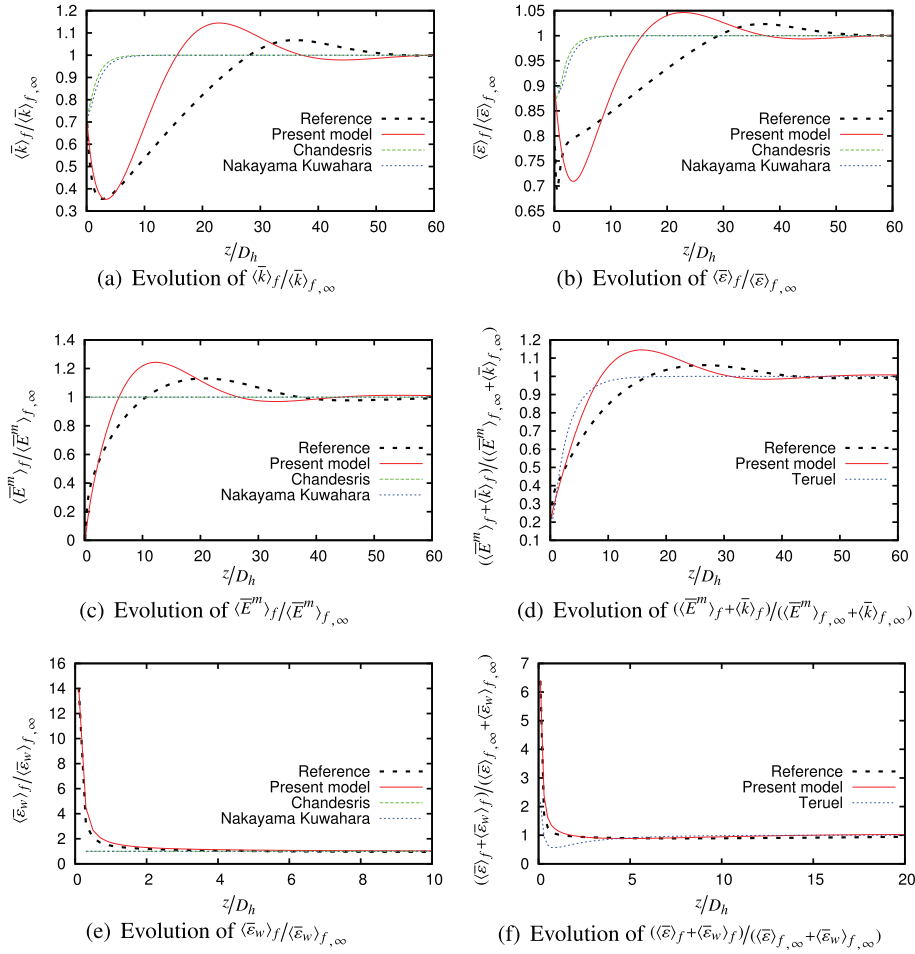 1.2
1.1
1
0.9
0.8
0.7
0.6
0.5
0.4
0.3
0 10 20 30 40 50 60
⟨k̄⟩f/⟨k̄⟩f,∞
z/Dh
Reference
Present model
Chandesris
Nakayama Kuwahara
(a) Evolution of ⟨k̄⟩f/⟨k̄⟩f,∞
1.05
1
0.95
0.9
0.85
0.8
0.75
0.7
0.65
0 10 20 30 40 50 60
⟨ε̄⟩f/⟨ε̄⟩f,∞
z/Dh
Reference
Present model
Chandesris
Nakayama Kuwahara
(b) Evolution of ⟨ε̄⟩f/⟨ε̄⟩f,∞
1.4
1.2
1
0.8
0.6
0.4
0.2
0
0 10 20 30 40 50 60
⟨E̅ᵐ⟩f/⟨E̅ᵐ⟩f,∞
z/Dh
Reference
Present model
Chandesris
Nakayama Kuwahara
(c) Evolution of ⟨E̅ᵐ⟩f/⟨E̅ᵐ⟩f,∞
1.2
1.1
1
0.9
0.8
0.7
0.6
0.5
0.4
0.3
0.2
0.1
0 10 20 30 40 50 60
(⟨E̅ᵐ⟩f+⟨k̄⟩f)/(⟨E̅ᵐ⟩f,∞+⟨k̄⟩f,∞)
z/Dh
Reference
Present model
Teruel
(d) Evolution of (⟨E̅ᵐ⟩f+⟨k̄⟩f)/(⟨E̅ᵐ⟩f,∞+⟨k̄⟩f,∞)
16
14
12
10
8
6
4
2
0
0 2 4 6 8 10
⟨ε̄w⟩f/⟨ε̄w⟩f,∞
z/Dh
Reference
Present model
Chandesris
Nakayama Kuwahara
(e) Evolution of ⟨ε̄w⟩f/⟨ε̄w⟩f,∞
7
6
5
4
3
2
1
0
0 5 10 15 20
(⟨ε̄⟩f+⟨ε̄w⟩f)/(⟨ε̄⟩f,∞+⟨ε̄w⟩f,∞)
z/Dh
Reference
Present model
Teruel
(f) Evolution of (⟨ε̄⟩f+⟨ε̄w⟩f)/(⟨ε̄⟩f,∞+⟨ε̄w⟩f,∞)